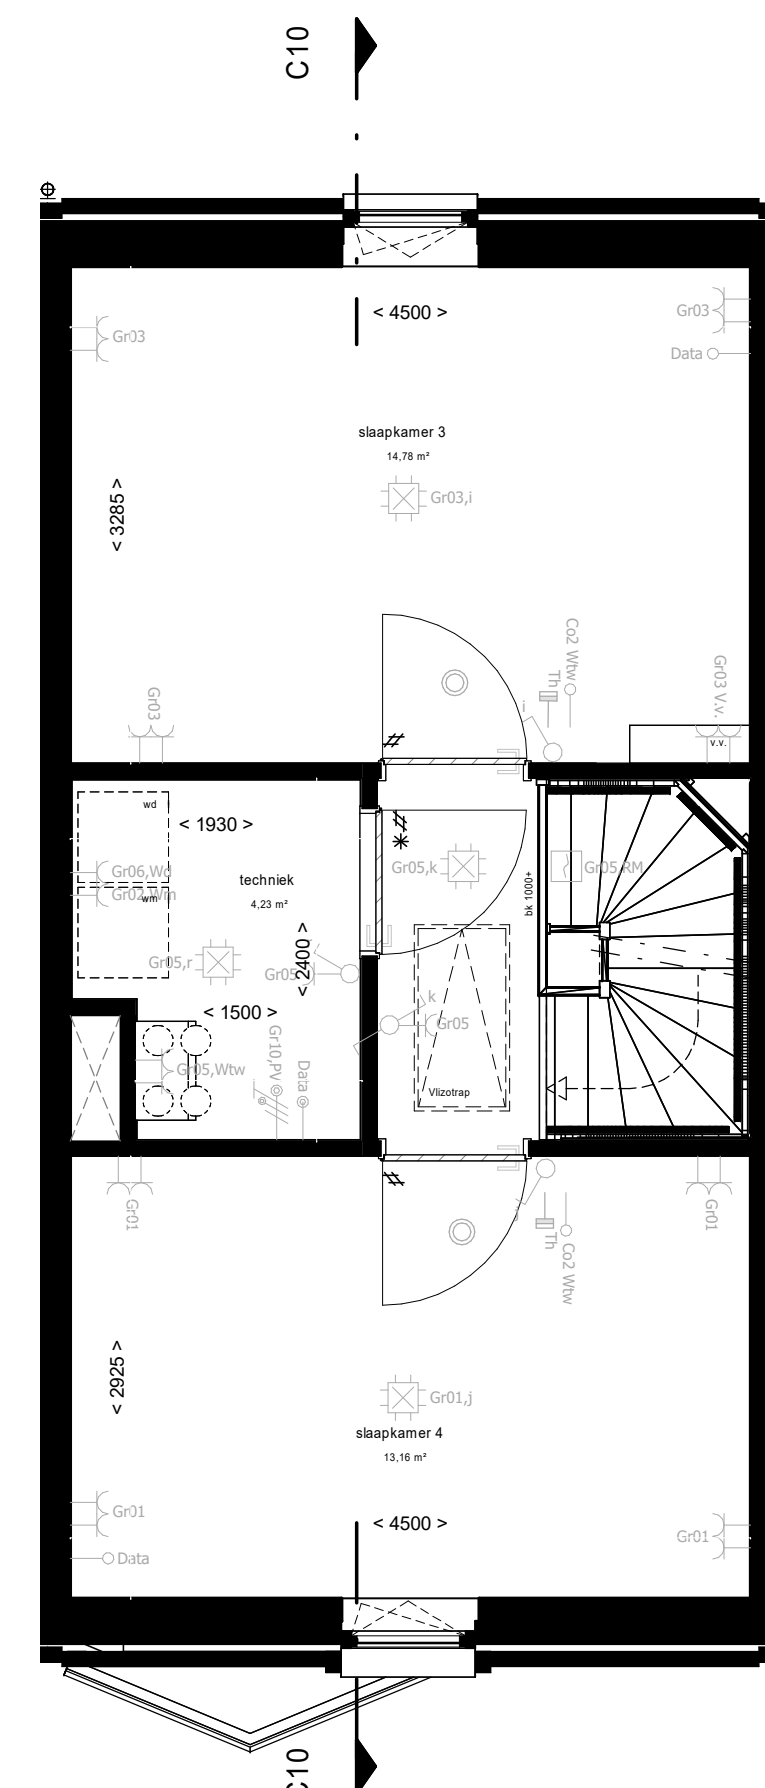 C10
< 4500 >
Gr03
Gr03
Data
slaapkamer 3
14,78 m²
Gr03,i
< 3285 >
Co2 Wtw
Th
i
Gr03
Gr03 V.v.
v.v.
wd
< 1930 >
Gr06,Wd
Gr02,Wm
wm
techniek
4,23 m²
Gr05,k
Gr05,RM
bk 1000+
Gr05,r
Gr05
< 2400 >
< 1500 >
k
Gr05
Gr05,Wtw
Gr10,PV
Data
Vlizotrap
Gr01
Gr01
j
Th
Co2 Wtw
< 2925 >
Gr01,j
slaapkamer 4
13,16 m²
Gr01
< 4500 >
Gr01
Data
C10